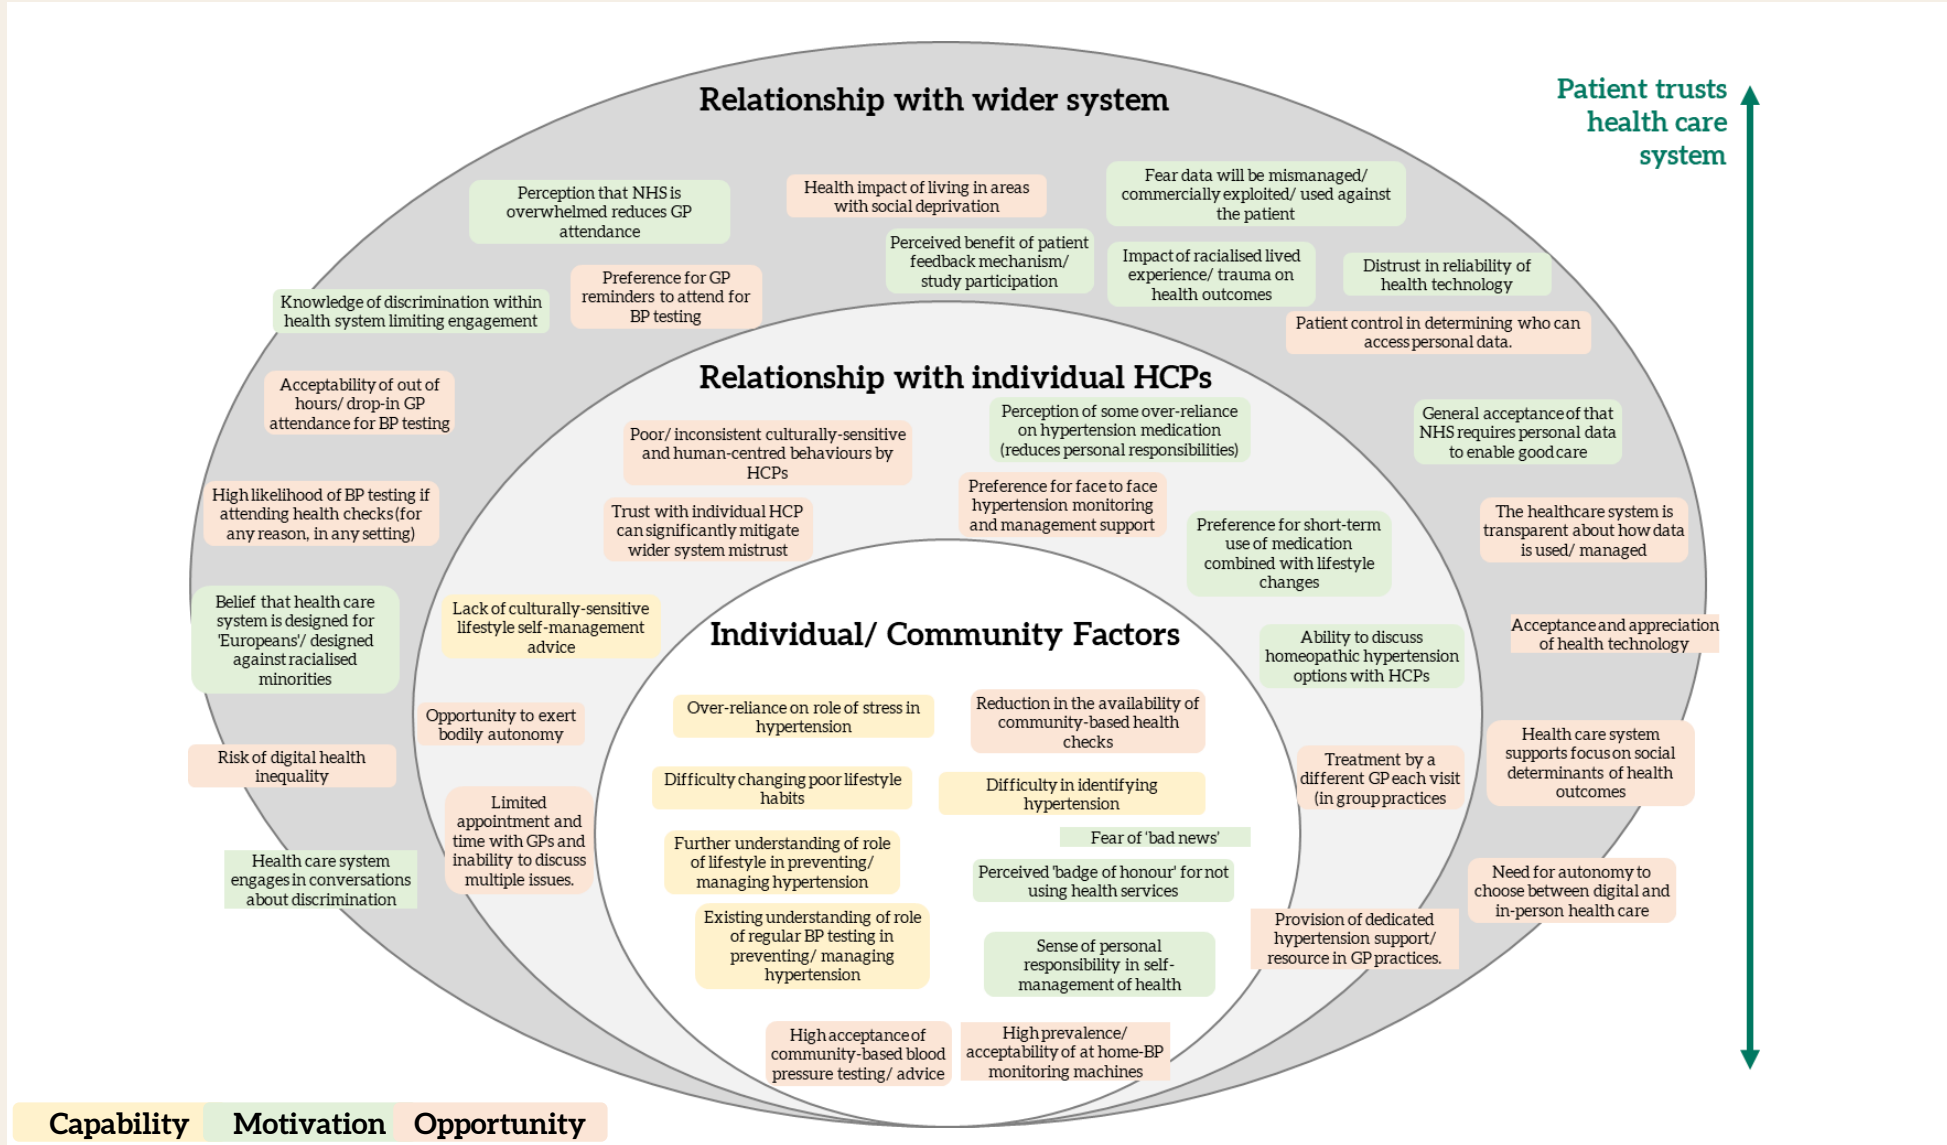 Relationship with wider system
Patient trusts
health care
system
Perception that NHS is
overwhelmed reduces GP
attendance
Health impact of living in areas
with social deprivation
Fear data will be mismanaged/
commercially exploited/ used against
the patient
Perceived benefit of patient
feedback mechanism/
study participation
Impact of racialised lived
experience/ trauma on
health outcomes
Distrust in reliability of
health technology
Knowledge of discrimination within
health system limiting engagement
Preference for GP
reminders to attend for
BP testing
Patient control in determining who can
access personal data.
Acceptability of out of
hours/ drop-in GP
attendance for BP testing
General acceptance of that
NHS requires personal data
to enable good care
High likelihood of BP testing if
attending health checks (for
any reason, in any setting)
The healthcare system is
transparent about how data
is used/ managed
Belief that health care
system is designed for
'Europeans'/ designed
against racialised
minorities
Acceptance and appreciation
of health technology
Risk of digital health
inequality
Health care system
supports focus on social
determinants of health
outcomes
Health care system
engages in conversations
about discrimination
Need for autonomy to
choose between digital and
in-person health care
Relationship with individual HCPs
Poor/ inconsistent culturally-sensitive
and human-centred behaviours by
HCPs
Perception of some over-reliance
on hypertension medication
(reduces personal responsibilities)
Trust with individual HCP
can significantly mitigate
wider system mistrust
Preference for face to face
hypertension monitoring
and management support
Preference for short-term
use of medication
combined with lifestyle
changes
Lack of culturally-sensitive
lifestyle self-management
advice
Ability to discuss
homeopathic hypertension
options with HCPs
Opportunity to exert
bodily autonomy
Treatment by a
different GP each visit
(in group practices
Limited
appointment and
time with GPs and
inability to discuss
multiple issues.
Provision of dedicated
hypertension support/
resource in GP practices.
Individual/ Community Factors
Over-reliance on role of stress in
hypertension
Reduction in the availability of
community-based health
checks
Difficulty changing poor lifestyle
habits
Difficulty in identifying
hypertension
Further understanding of role
of lifestyle in preventing/
managing hypertension
Fear of 'bad news'
Perceived 'badge of honour' for not
using health services
Existing understanding of role
of regular BP testing in
preventing/ managing
hypertension
Sense of personal
responsibility in self-
management of health
High acceptance of
community-based blood
pressure testing/ advice
High prevalence/
acceptability of at home-BP
monitoring machines
Capability Motivation Opportunity